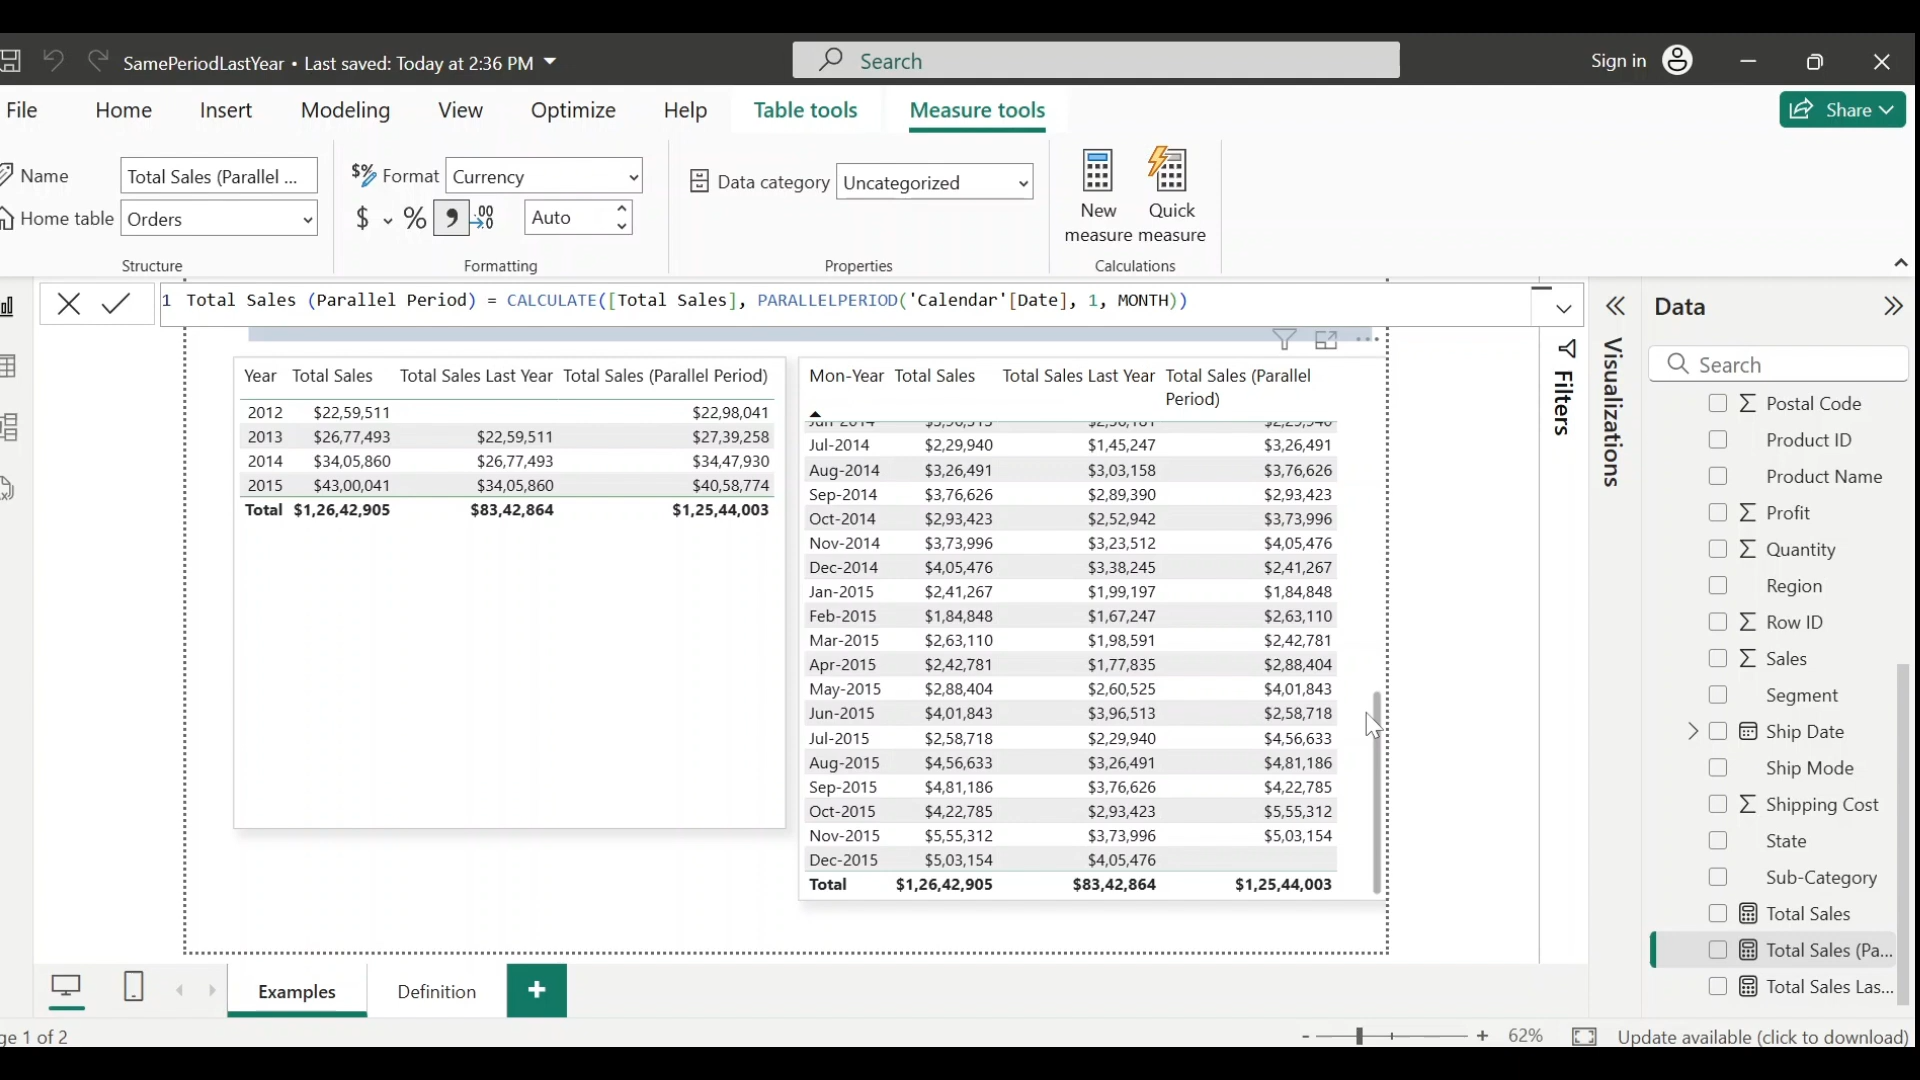 SamePeriodLastYear • Last saved: Today at 2:36 PM
Search
Sign in
File Home Insert Modeling View Optimize Help Table tools Measure tools
Share
Name Total Sales (Parallel ...
Home table Orders
Structure
$% Format Currency
$ % , .00 Auto
Formatting
Data category Uncategorized
Properties
New measure
Quick measure
Calculations
1 Total Sales (Parallel Period) = CALCULATE([Total Sales], PARALLELPERIOD('Calendar'[Date], 1, MONTH))
Year Total Sales Total Sales Last Year Total Sales (Parallel Period)
2012 $22,59,511 $22,98,041
2013 $26,77,493 $22,59,511 $27,39,258
2014 $34,05,860 $26,77,493 $34,47,930
2015 $43,00,041 $34,05,860 $40,58,774
Total $1,26,42,905 $83,42,864 $1,25,44,003
Mon-Year Total Sales Total Sales Last Year Total Sales (Parallel
Period)
Jul-2014 $2,29,940 $1,45,247 $3,26,491
Aug-2014 $3,26,491 $3,03,158 $3,76,626
Sep-2014 $3,76,626 $2,89,390 $2,93,423
Oct-2014 $2,93,423 $2,52,942 $3,73,996
Nov-2014 $3,73,996 $3,23,512 $4,05,476
Dec-2014 $4,05,476 $3,38,245 $2,41,267
Jan-2015 $2,41,267 $1,99,197 $1,84,848
Feb-2015 $1,84,848 $1,67,247 $2,63,110
Mar-2015 $2,63,110 $1,98,591 $2,42,781
Apr-2015 $2,42,781 $1,77,835 $2,88,404
May-2015 $2,88,404 $2,60,525 $4,01,843
Jun-2015 $4,01,843 $3,96,513 $2,58,718
Jul-2015 $2,58,718 $2,29,940 $4,56,633
Aug-2015 $4,56,633 $3,26,491 $4,81,186
Sep-2015 $4,81,186 $3,76,626 $4,22,785
Oct-2015 $4,22,785 $2,93,423 $5,55,312
Nov-2015 $5,55,312 $3,73,996 $5,03,154
Dec-2015 $5,03,154 $4,05,476
Total $1,26,42,905 $83,42,864 $1,25,44,003
Filters
Visualizations
Data
Search
Postal Code
Product ID
Product Name
Profit
Quantity
Region
Row ID
Sales
Segment
Ship Date
Ship Mode
Shipping Cost
State
Sub-Category
Total Sales
Total Sales (Pa...
Total Sales Las...
Examples Definition +
ge 1 of 2
- + 62%
Update available (click to download)